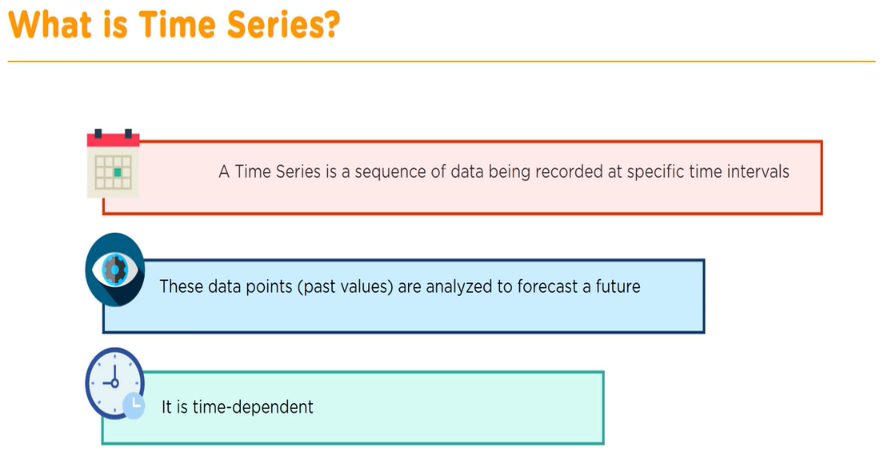 What is Time Series?
A Time Series is a sequence of data being recorded at specific time intervals
These data points (past values) are analyzed to forecast a future
It is time-dependent